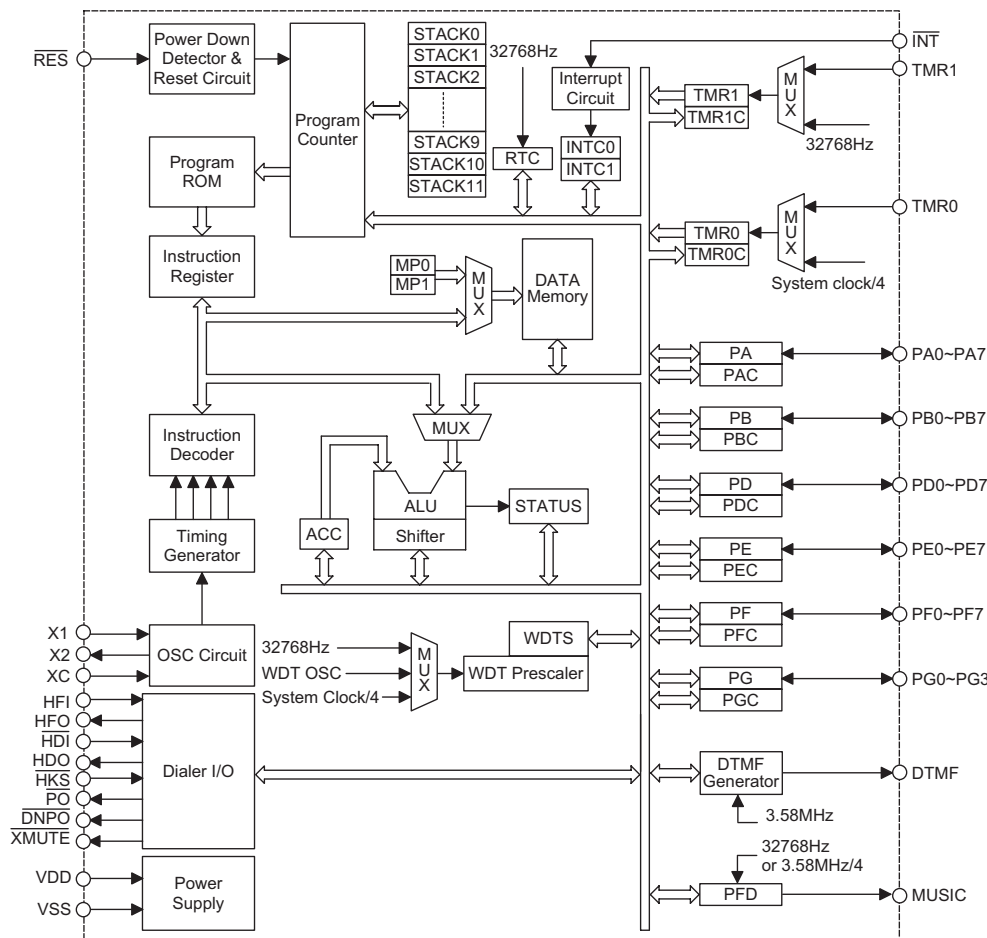 RES
Power Down
Detector &
Reset Circuit
Program
Counter
STACK0
STACK1
STACK2
STACK9
STACK10
STACK11
32768Hz
RTC
Interrupt
Circuit
INTC0
INTC1
TMR1
TMR1C
MUX
32768Hz
INT
TMR1
Program
ROM
Instruction
Register
MP0
MP1
MUX
DATA
Memory
TMR0
TMR0C
MUX
System clock/4
TMR0
PA
PAC
PA0~PA7
Instruction
Decoder
MUX
PB
PBC
PB0~PB7
ALU
Shifter
ACC
STATUS
PD
PDC
PD0~PD7
Timing
Generator
PE
PEC
PE0~PE7
X1
X2
XC
OSC Circuit
32768Hz
WDT OSC
System Clock/4
MUX
WDTS
WDT Prescaler
PF
PFC
PF0~PF7
PG
PGC
PG0~PG3
HFI
HFO
HDI
HDO
HKS
PO
DNPO
XMUTE
Dialer I/O
DTMF
Generator
3.58MHz
DTMF
VDD
VSS
Power
Supply
32768Hz
or 3.58MHz/4
PFD
MUSIC